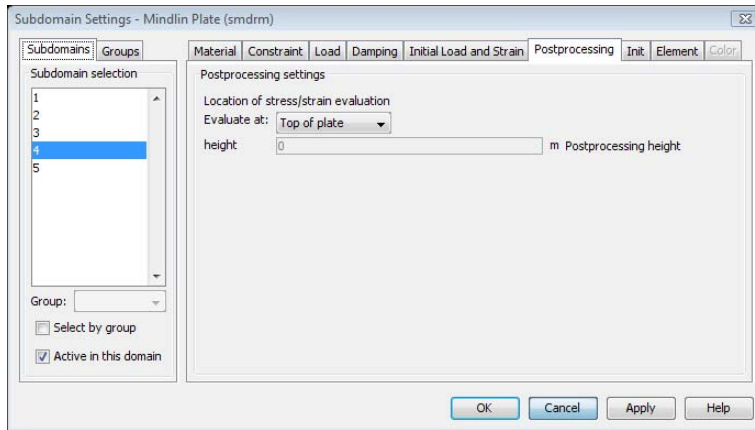 Subdomain Settings - Mindlin Plate (smdrm)
Subdomains Groups
Material Constraint Load Damping Initial Load and Strain Postprocessing Init Element Color
Subdomain selection
1
2
3
4
5
Group:
Select by group
Active in this domain
Postprocessing settings
Location of stress/strain evaluation
Evaluate at: Top of plate
height 0 m Postprocessing height
OK Cancel Apply Help